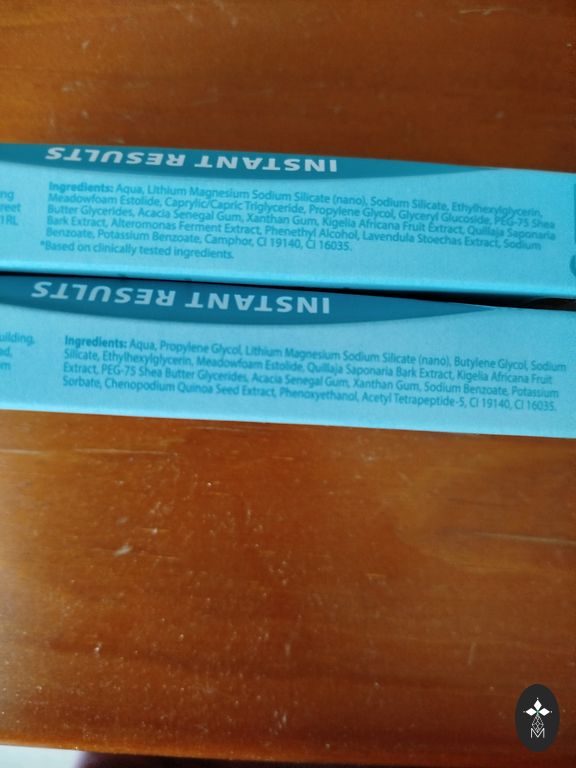 INSTANT RESULTS
Ingredients: Aqua, Lithium Magnesium Sodium Silicate (nano), Sodium Silicate, Ethylhexylglycerin,
Meadowfoam Estolide, Caprylic/Capric Triglyceride, Propylene Glycol, Glyceryl Glucoside, PEG-75 Shea
Butter Glycerides, Acacia Senegal Gum, Xanthan Gum, Kigelia Africana Fruit Extract, Quillaja Saponaria
Bark Extract, Alteromonas Ferment Extract, Phenethyl Alcohol, Lavendula Stoechas Extract, Sodium
Benzoate, Potassium Benzoate, Camphor, CI 19140, CI 16035.
*Based on clinically tested ingredients.
1RL
INSTANT RESULTS
Ingredients: Aqua, Propylene Glycol, Lithium Magnesium Sodium Silicate (nano), Butylene Glycol, Sodium
Silicate, Ethylhexylglycerin, Meadowfoam Estolide, Quillaja Saponaria Bark Extract, Kigelia Africana Fruit
Extract, PEG-75 Shea Butter Glycerides, Acacia Senegal Gum, Xanthan Gum, Sodium Benzoate, Potassium
Sorbate, Chenopodium Quinoa Seed Extract, Phenoxyethanol, Acetyl Tetrapeptide-5, CI 19140, CI 16035.
M